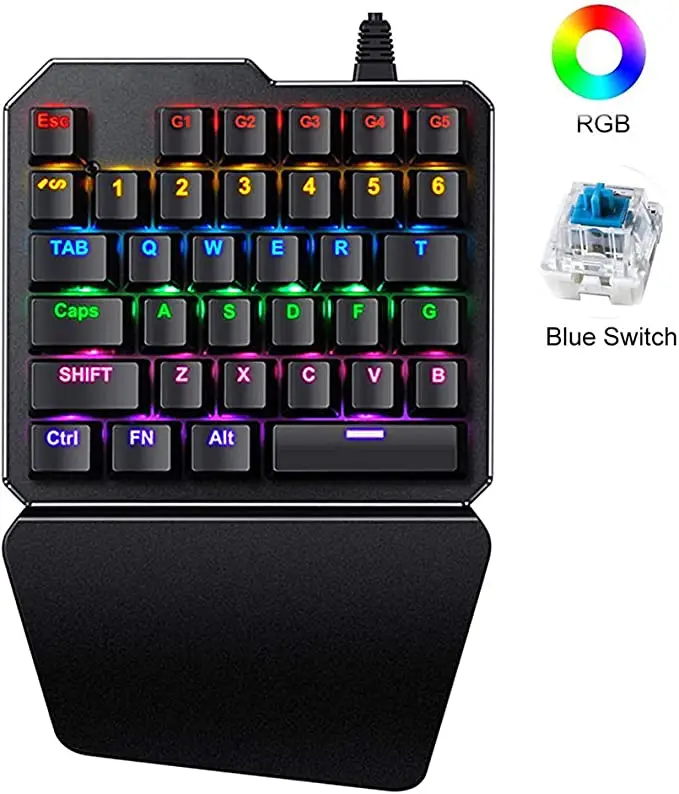 Esc G1 G2 G3 G4 G5
1 2 3 4 5 6
TAB Q W E R T
Caps A S D F G
SHIFT Z X C V B
Ctrl FN Alt
RGB
Blue Switch